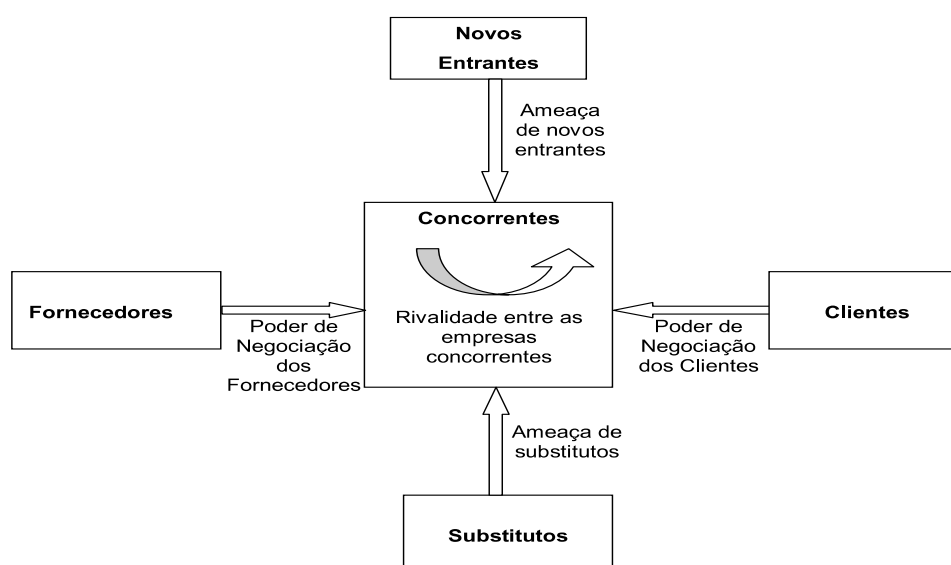 Novos
Entrantes
Ameaça
de novos
entrantes
Concorrentes
Rivalidade entre as
empresas
concorrentes
Fornecedores
Poder de
Negociação
dos
Fornecedores
Clientes
Poder de
Negociação
dos Clientes
Ameaça de
substitutos
Substitutos